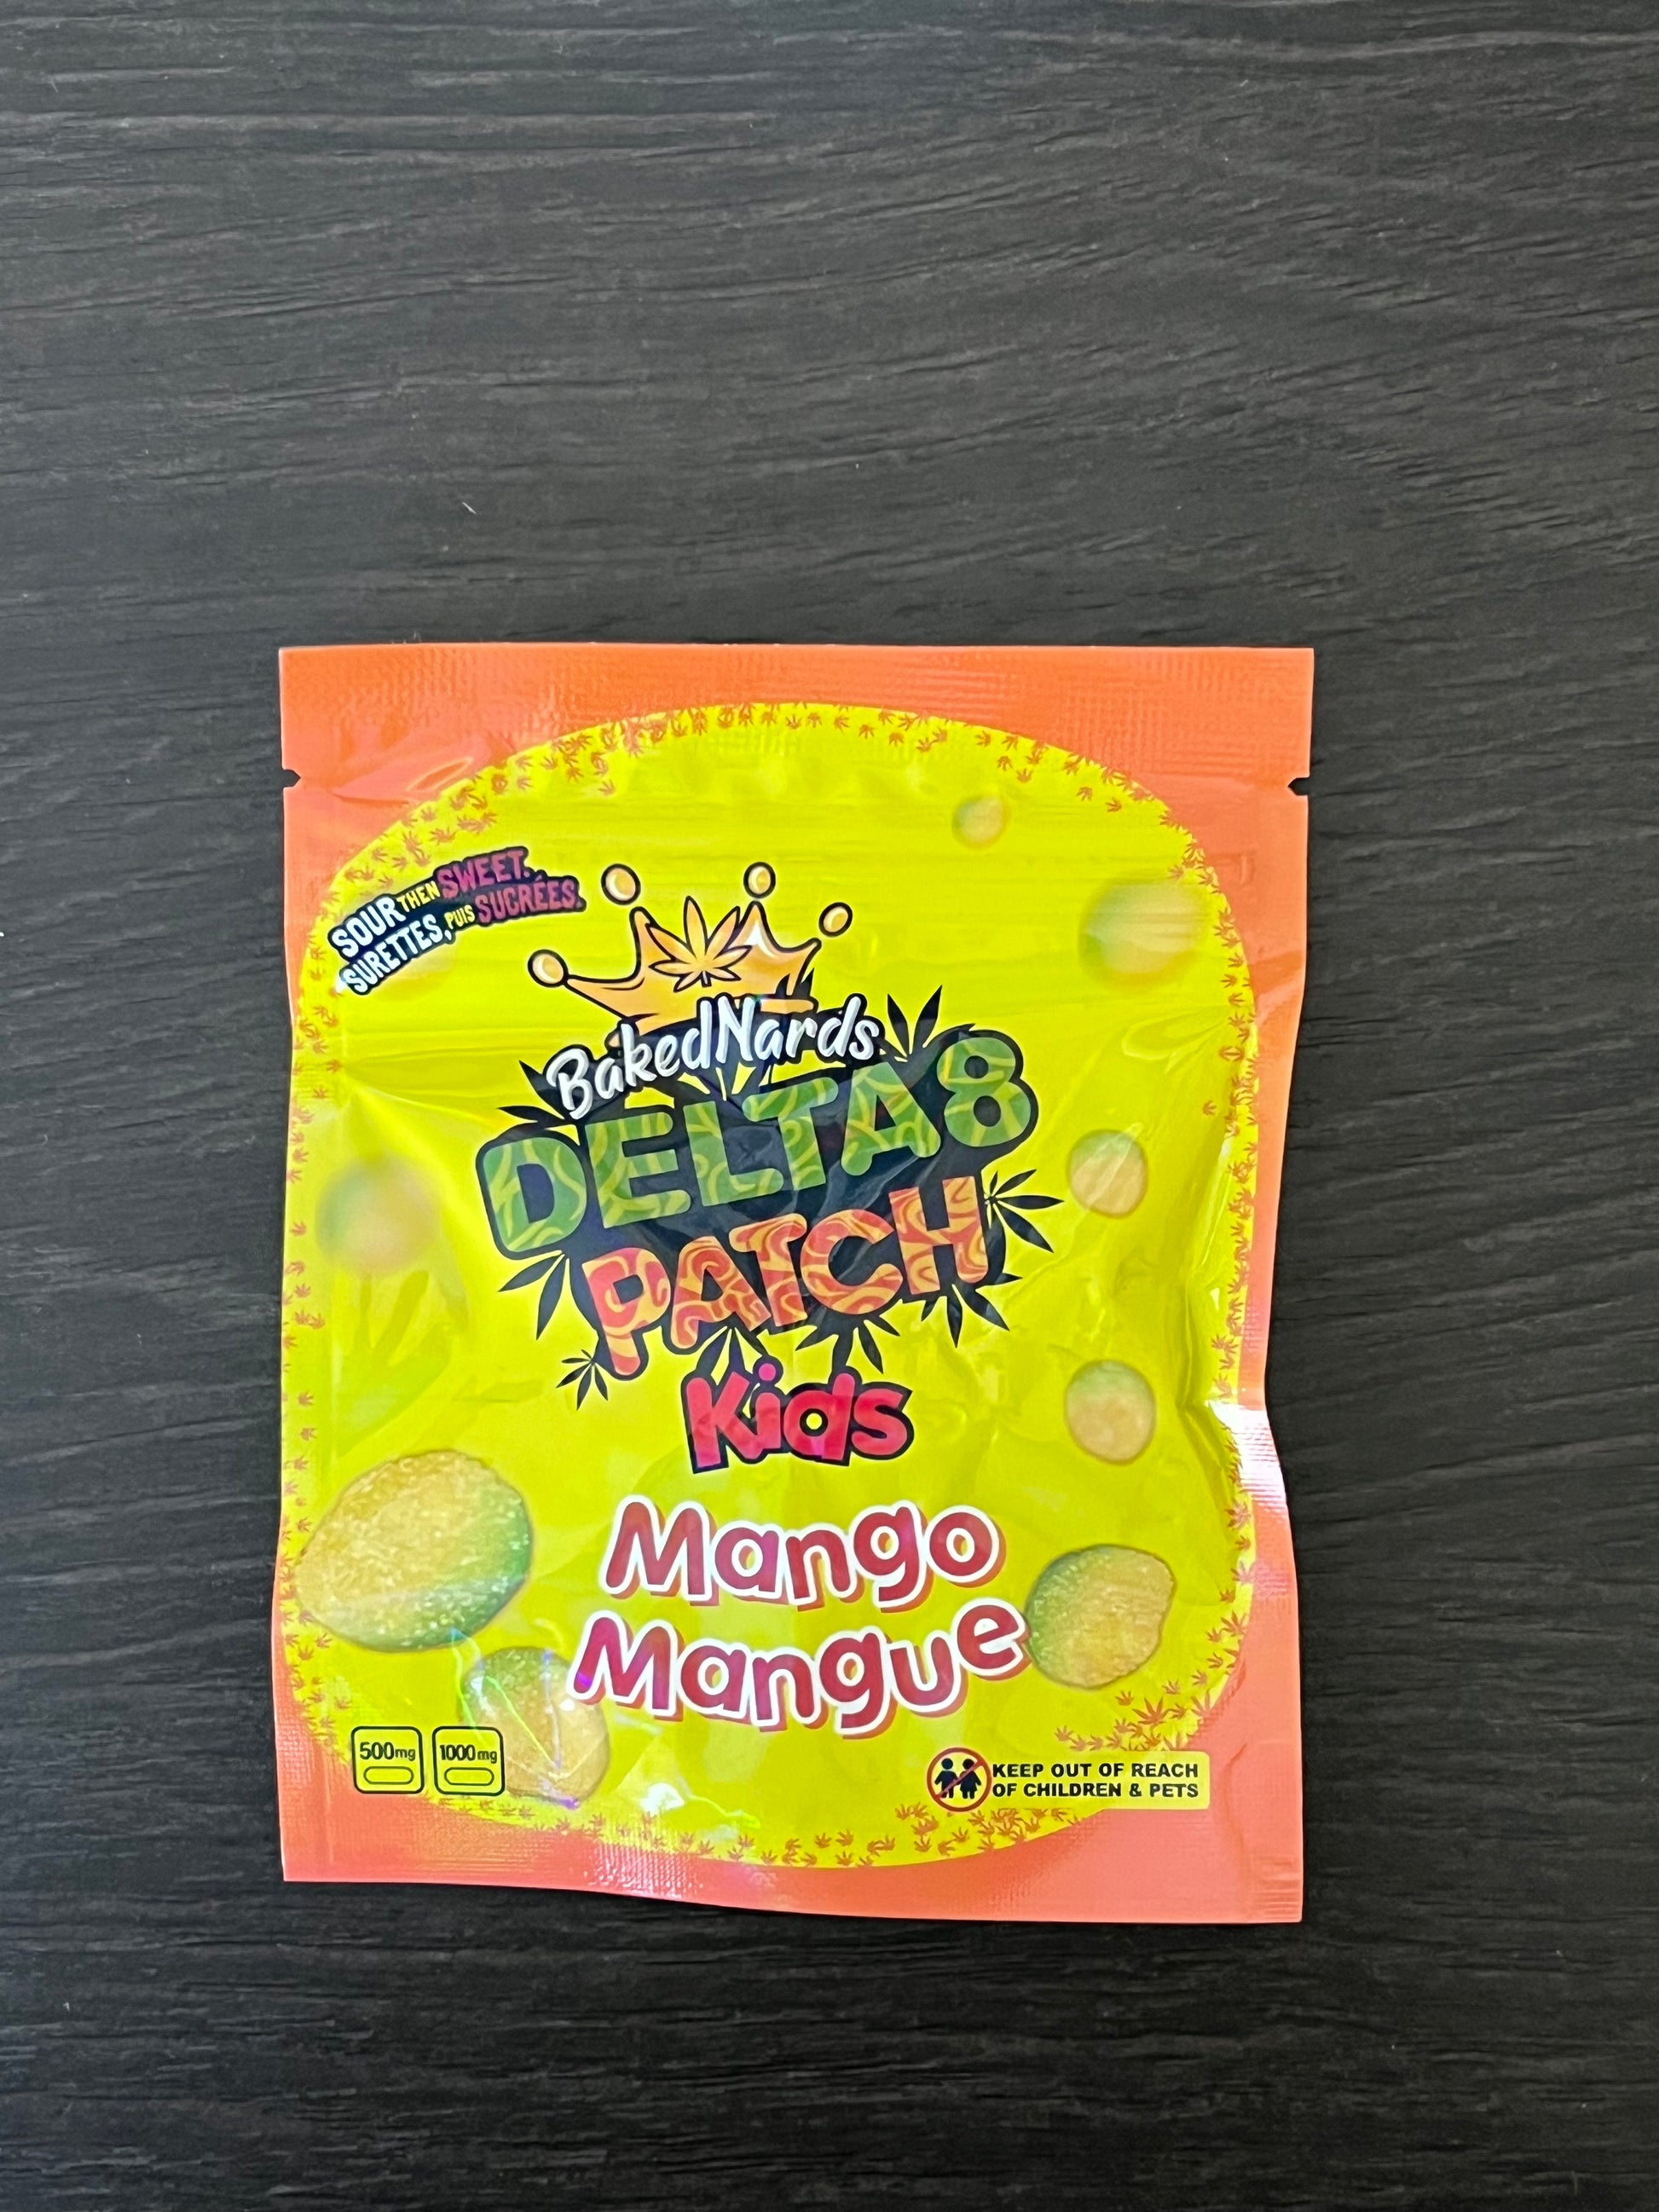 SOUR THEN SWEET.
SURETTES, PUIS SUCRÉES.
BakedNards
DELTA8
PATCH
Kids
Mango
Mangue
500mg 1000mg
KEEP OUT OF REACH
OF CHILDREN & PETS